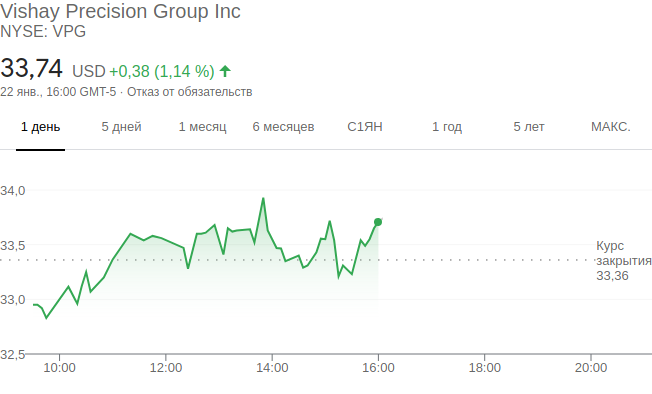 Vishay Precision Group Inc
NYSE: VPG
33,74 USD +0,38 (1,14 %)
22 янв., 16:00 GMT-5 · Отказ от обязательств
1 день 5 дней 1 месяц 6 месяцев С1ЯН 1 год 5 лет МАКС.
34,0
33,5
33,0
32,5
Курс
закрытия
33,36
10:00 12:00 14:00 16:00 18:00 20:00